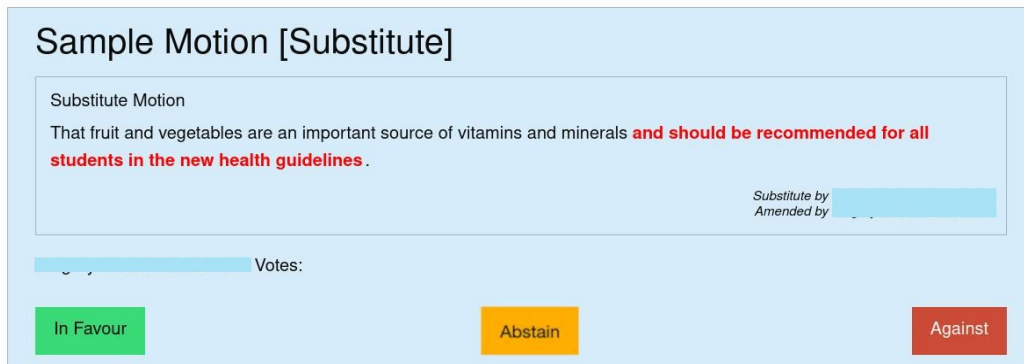 Sample Motion [Substitute]
Substitute Motion
That fruit and vegetables are an important source of vitamins and minerals and should be recommended for all
students in the new health guidelines .
Substitute by
Amended by
Votes:
In Favour
Abstain
Against